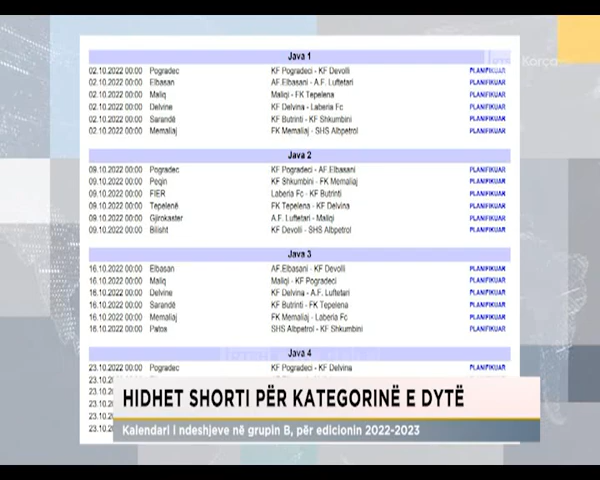 Korça
Java 1
02.10.2022 00:00 Pogradec KF Pogradeci - KF Devolli PLANIFIKUAR
02.10.2022 00:00 Elbasan AF.Elbasani - A.F. Luftetari PLANIFIKUAR
02.10.2022 00:00 Maliq Maliqi - FK Tepelena PLANIFIKUAR
02.10.2022 00:00 Delvine KF Delvina - Laberia Fc PLANIFIKUAR
02.10.2022 00:00 Sarandë KF Butrinti - KF Shkumbini PLANIFIKUAR
02.10.2022 00:00 Memaliaj FK Memaliaj - SHS Albpetrol PLANIFIKUAR
Java 2
09.10.2022 00:00 Pogradec KF Pogradeci - AF.Elbasani PLANIFIKUAR
09.10.2022 00:00 Peqin KF Shkumbini - FK Memaliaj PLANIFIKUAR
09.10.2022 00:00 FIER Laberia Fc - KF Butrinti PLANIFIKUAR
09.10.2022 00:00 Tepelenë FK Tepelena - KF Delvina PLANIFIKUAR
09.10.2022 00:00 Gjirokaster A.F. Luftetari - Maliqi PLANIFIKUAR
09.10.2022 00:00 Bilisht KF Devolli - SHS Albpetrol PLANIFIKUAR
Java 3
16.10.2022 00:00 Elbasan AF.Elbasani - KF Devolli PLANIFIKUAR
16.10.2022 00:00 Maliq Maliqi - KF Pogradeci PLANIFIKUAR
16.10.2022 00:00 Delvine KF Delvina - A.F. Luftetari PLANIFIKUAR
16.10.2022 00:00 Sarandë KF Butrinti - FK Tepelena PLANIFIKUAR
16.10.2022 00:00 Memaliaj FK Memaliaj - Laberia Fc PLANIFIKUAR
16.10.2022 00:00 Patos SHS Albpetrol - KF Shkumbini PLANIFIKUAR
Java 4
23.10.2022 00:00 Pogradec KF Pogradeci - KF Delvina PLANIFIKUAR
23.10
23.10
23.10
23.10
23.10
HIDHET SHORTI PËR KATEGORINË E DYTË
Kalendari i ndeshjeve në grupin B, për edicionin 2022-2023